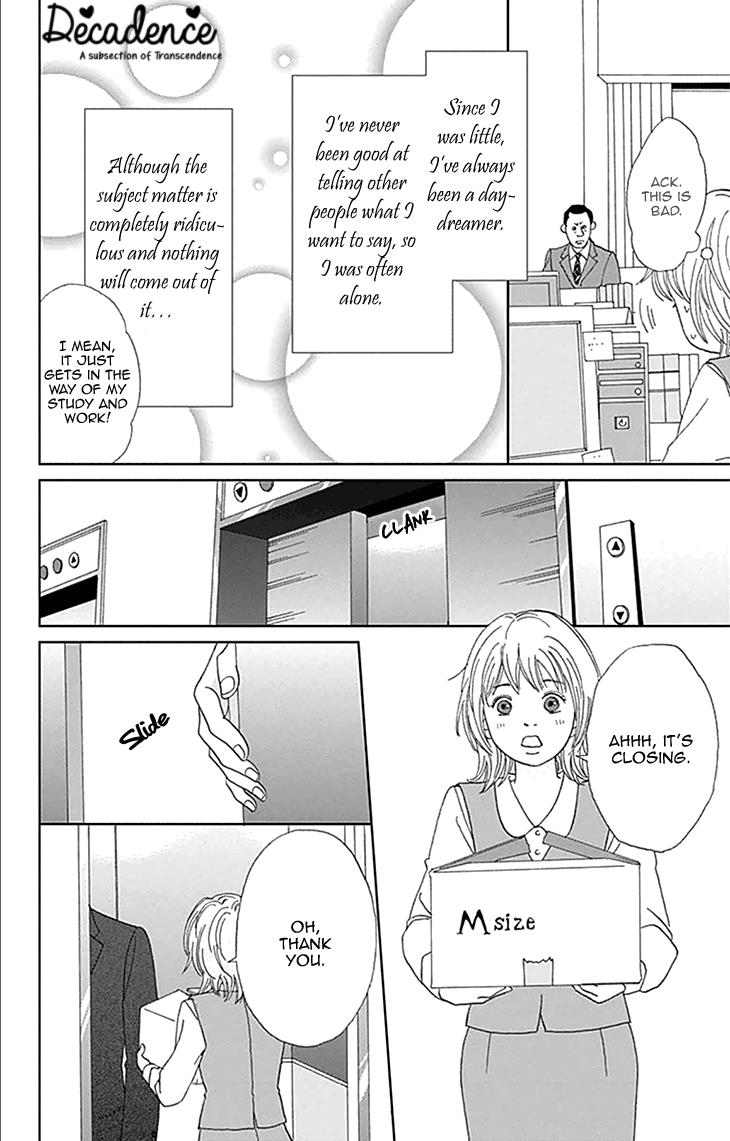 Decadence
A subsection of Transcendence
ACK.
THIS IS
BAD.
Since I
was little,
I've always
been a day-
dreamer.
I've never
been good at
telling other
people what I
want to say, so
I was often
alone.
Although the
subject matter is
completely ridicu-
lous and nothing
will come out of
it...
I MEAN,
IT JUST
GETS IN THE
WAY OF MY
STUDY AND
WORK!
CLANK
AHHH, IT'S
CLOSING.
M size
Slide
OH,
THANK
YOU.